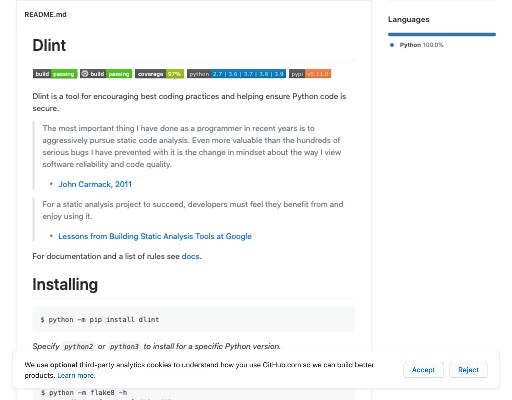 README.md
Languages
Python 100.0%
Dlint
build passing build passing coverage 97% python 2.7 | 3.6 | 3.7 | 3.8 | 3.9 pypi v0.11.0
Dlint is a tool for encouraging best coding practices and helping ensure Python code is
secure.
The most important thing I have done as a programmer in recent years is to
aggressively pursue static code analysis. Even more valuable than the hundreds of
serious bugs I have prevented with it is the change in mindset about the way I view
software reliability and code quality.
• John Carmack, 2011
For a static analysis project to succeed, developers must feel they benefit from and
enjoy using it.
• Lessons from Building Static Analysis Tools at Google
For documentation and a list of rules see docs.
Installing
$ python -m pip install dlint
Specify python2 or python3 to install for a specific Python version.
We use optional third-party analytics cookies to understand how you use GitHub.com so we can build better
products. Learn more.
Accept
Reject
$ python -m flake8 -h